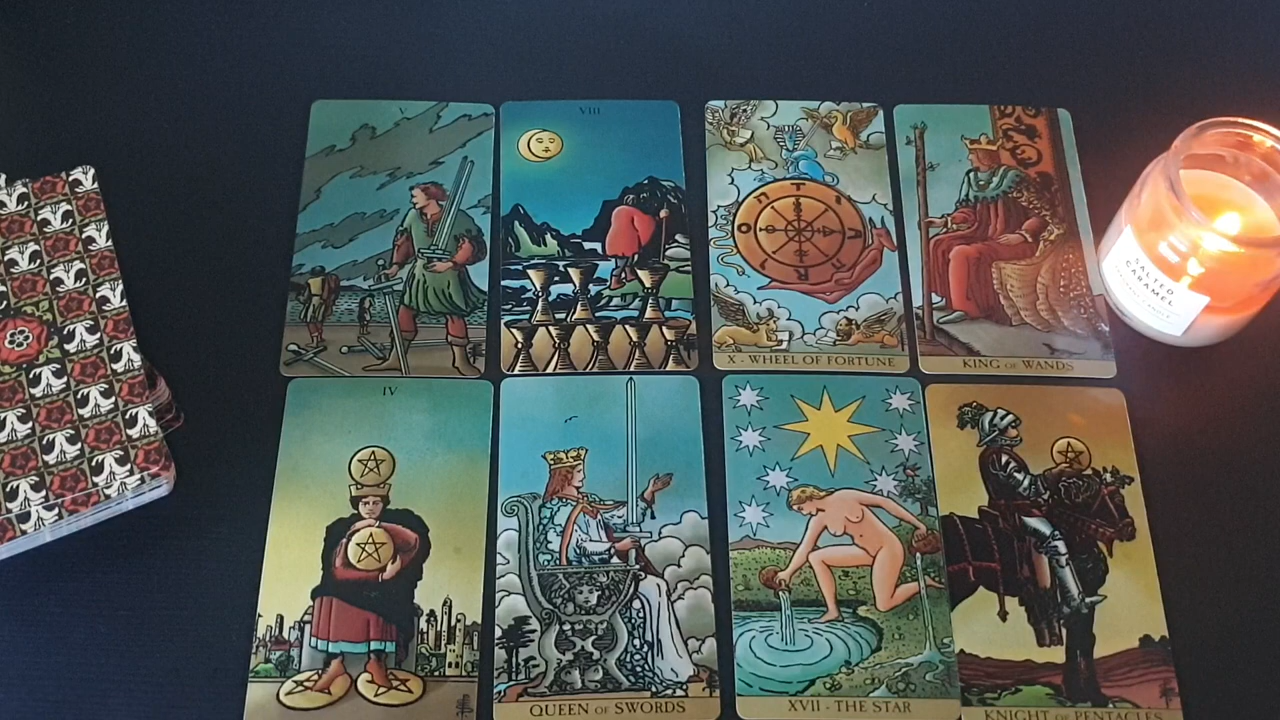 V
VIII
X - WHEEL OF FORTUNE
KING OF WANDS
SALTED
CARAMEL
IV
QUEEN OF SWORDS
XVII - THE STAR
KNIGHT OF PENTACLES